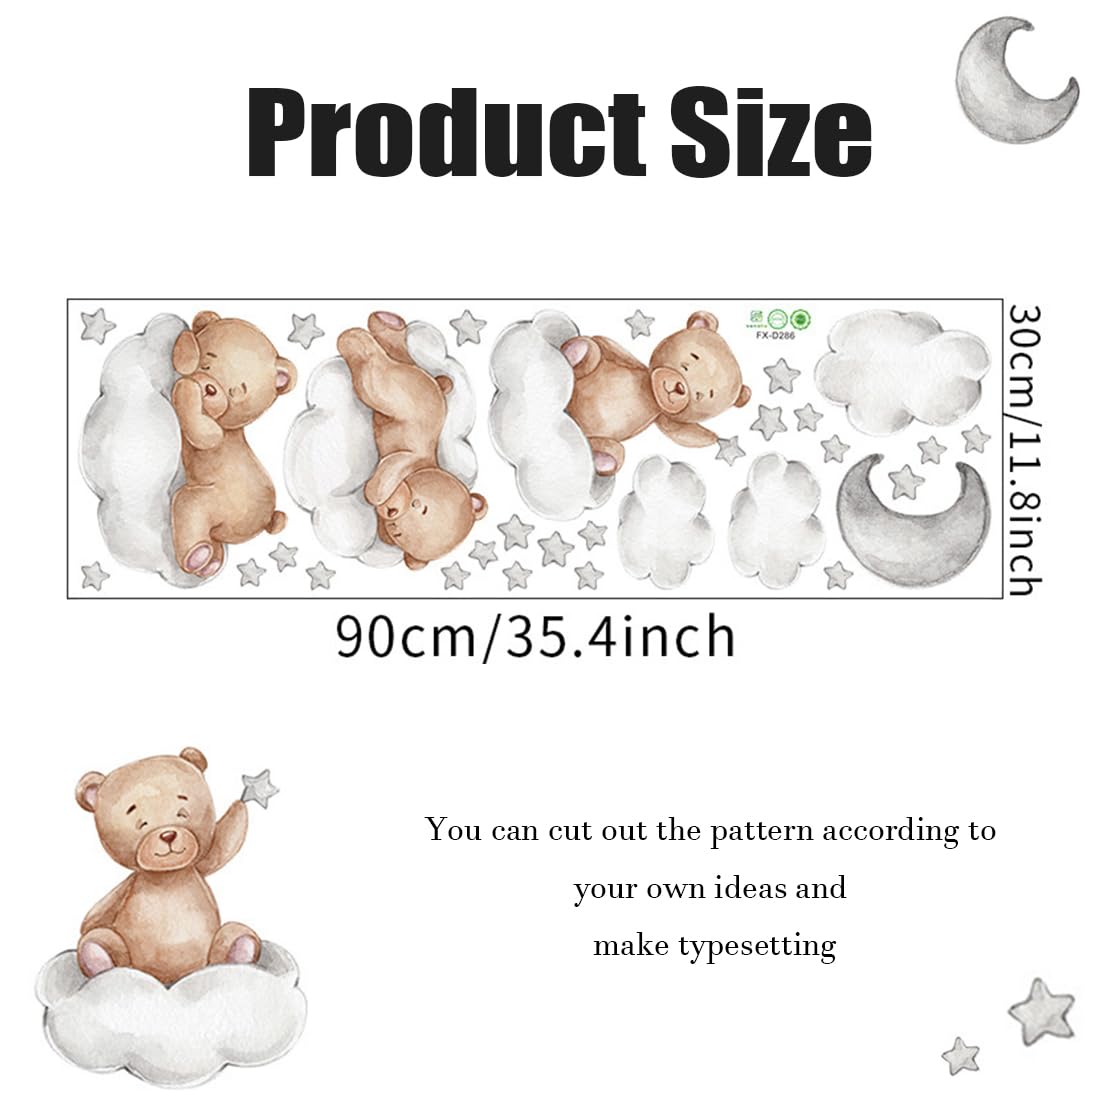 Product Size
FX-D286
30cm/11.8inch
90cm/35.4inch
You can cut out the pattern according to
your own ideas and
make typesetting